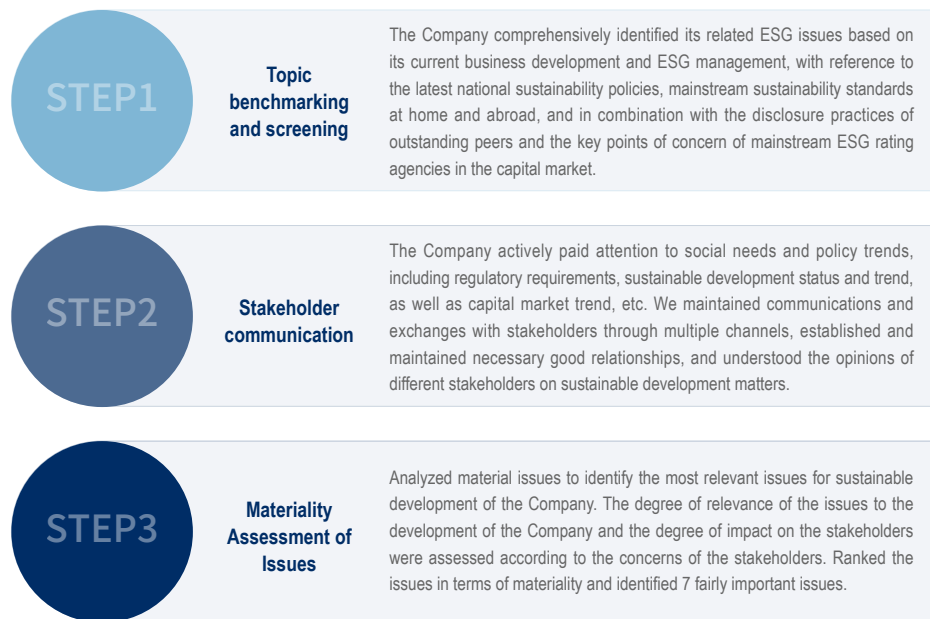 STEP1
Topic
benchmarking
and screening
The Company comprehensively identified its related ESG issues based on
its current business development and ESG management, with reference to
the latest national sustainability policies, mainstream sustainability standards
at home and abroad, and in combination with the disclosure practices of
outstanding peers and the key points of concern of mainstream ESG rating
agencies in the capital market.
STEP2
Stakeholder
communication
The Company actively paid attention to social needs and policy trends,
including regulatory requirements, sustainable development status and trend,
as well as capital market trend, etc. We maintained communications and
exchanges with stakeholders through multiple channels, established and
maintained necessary good relationships, and understood the opinions of
different stakeholders on sustainable development matters.
STEP3
Materiality
Assessment of
Issues
Analyzed material issues to identify the most relevant issues for sustainable
development of the Company. The degree of relevance of the issues to the
development of the Company and the degree of impact on the stakeholders
were assessed according to the concerns of the stakeholders. Ranked the
issues in terms of materiality and identified 7 fairly important issues.